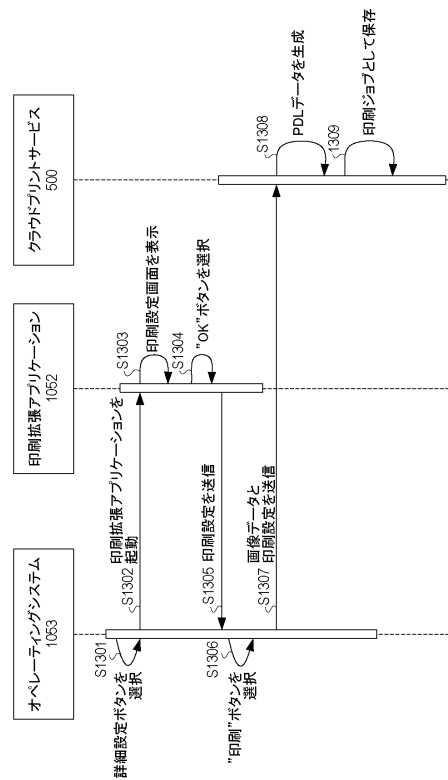 オペレーティングシステム
1053
印刷拡張アプリケーション
1052
クラウドプリントサービス
500
S1301
詳細設定ボタンを
選択
S1302
印刷拡張アプリケーションを
起動
S1303
印刷設定画面を表示
S1304
"OK"ボタンを選択
S1305
印刷設定を送信
S1306
"印刷"ボタンを
選択
S1307
画像データと
印刷設定を送信
S1308
PDLデータを生成
1309
印刷ジョブとして保存